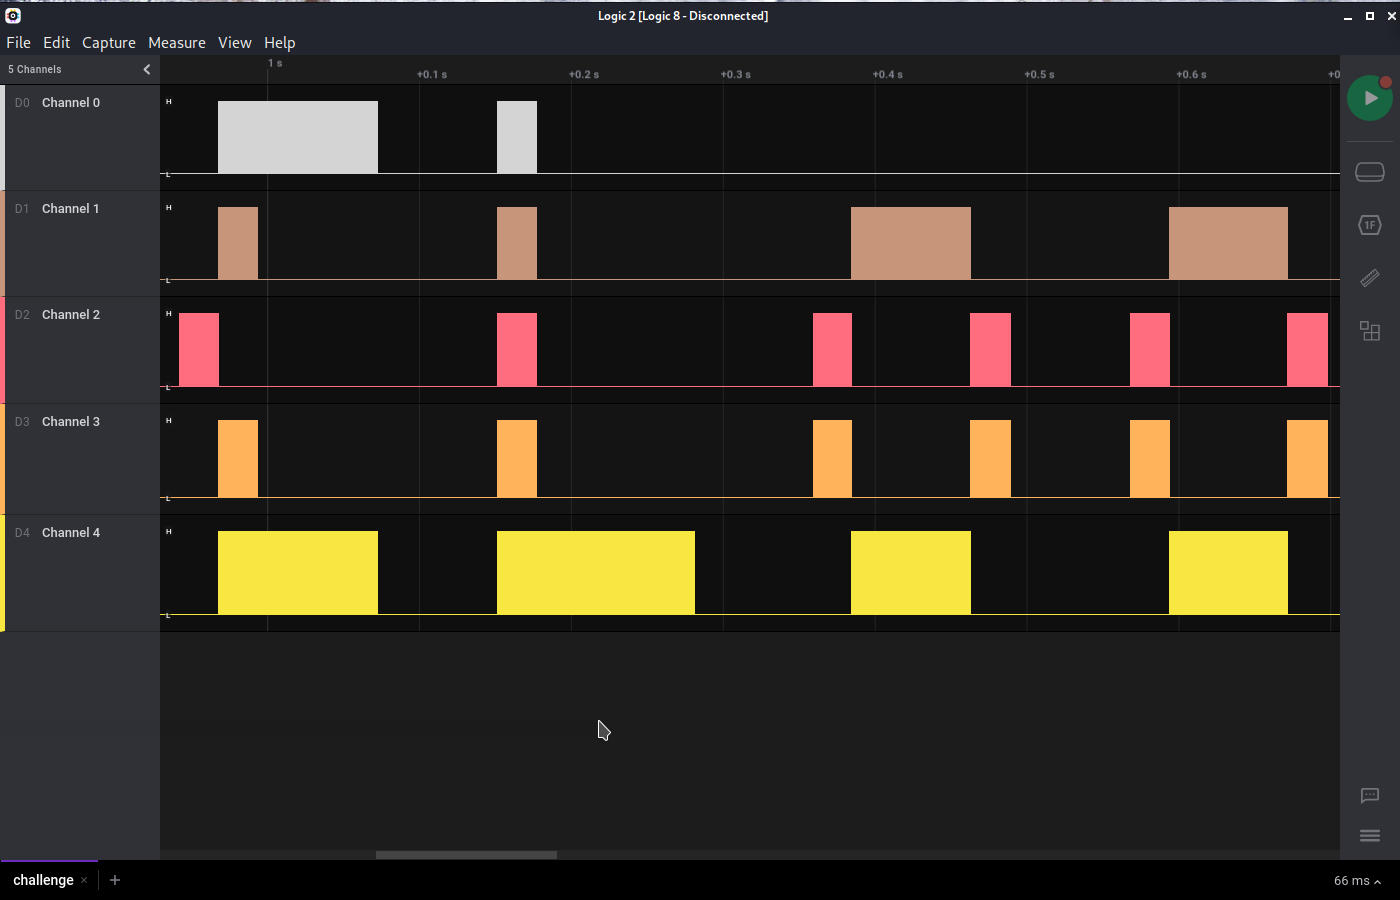 Logic 2 [Logic 8 - Disconnected]
File Edit Capture Measure View Help
5 Channels
1 s
+0.1 s +0.2 s +0.3 s +0.4 s +0.5 s +0.6 s +0
D0 Channel 0 H
L
D1 Channel 1 H
L
1F
D2 Channel 2 H
L
D3 Channel 3 H
L
D4 Channel 4 H
L
challenge × +
66 ms